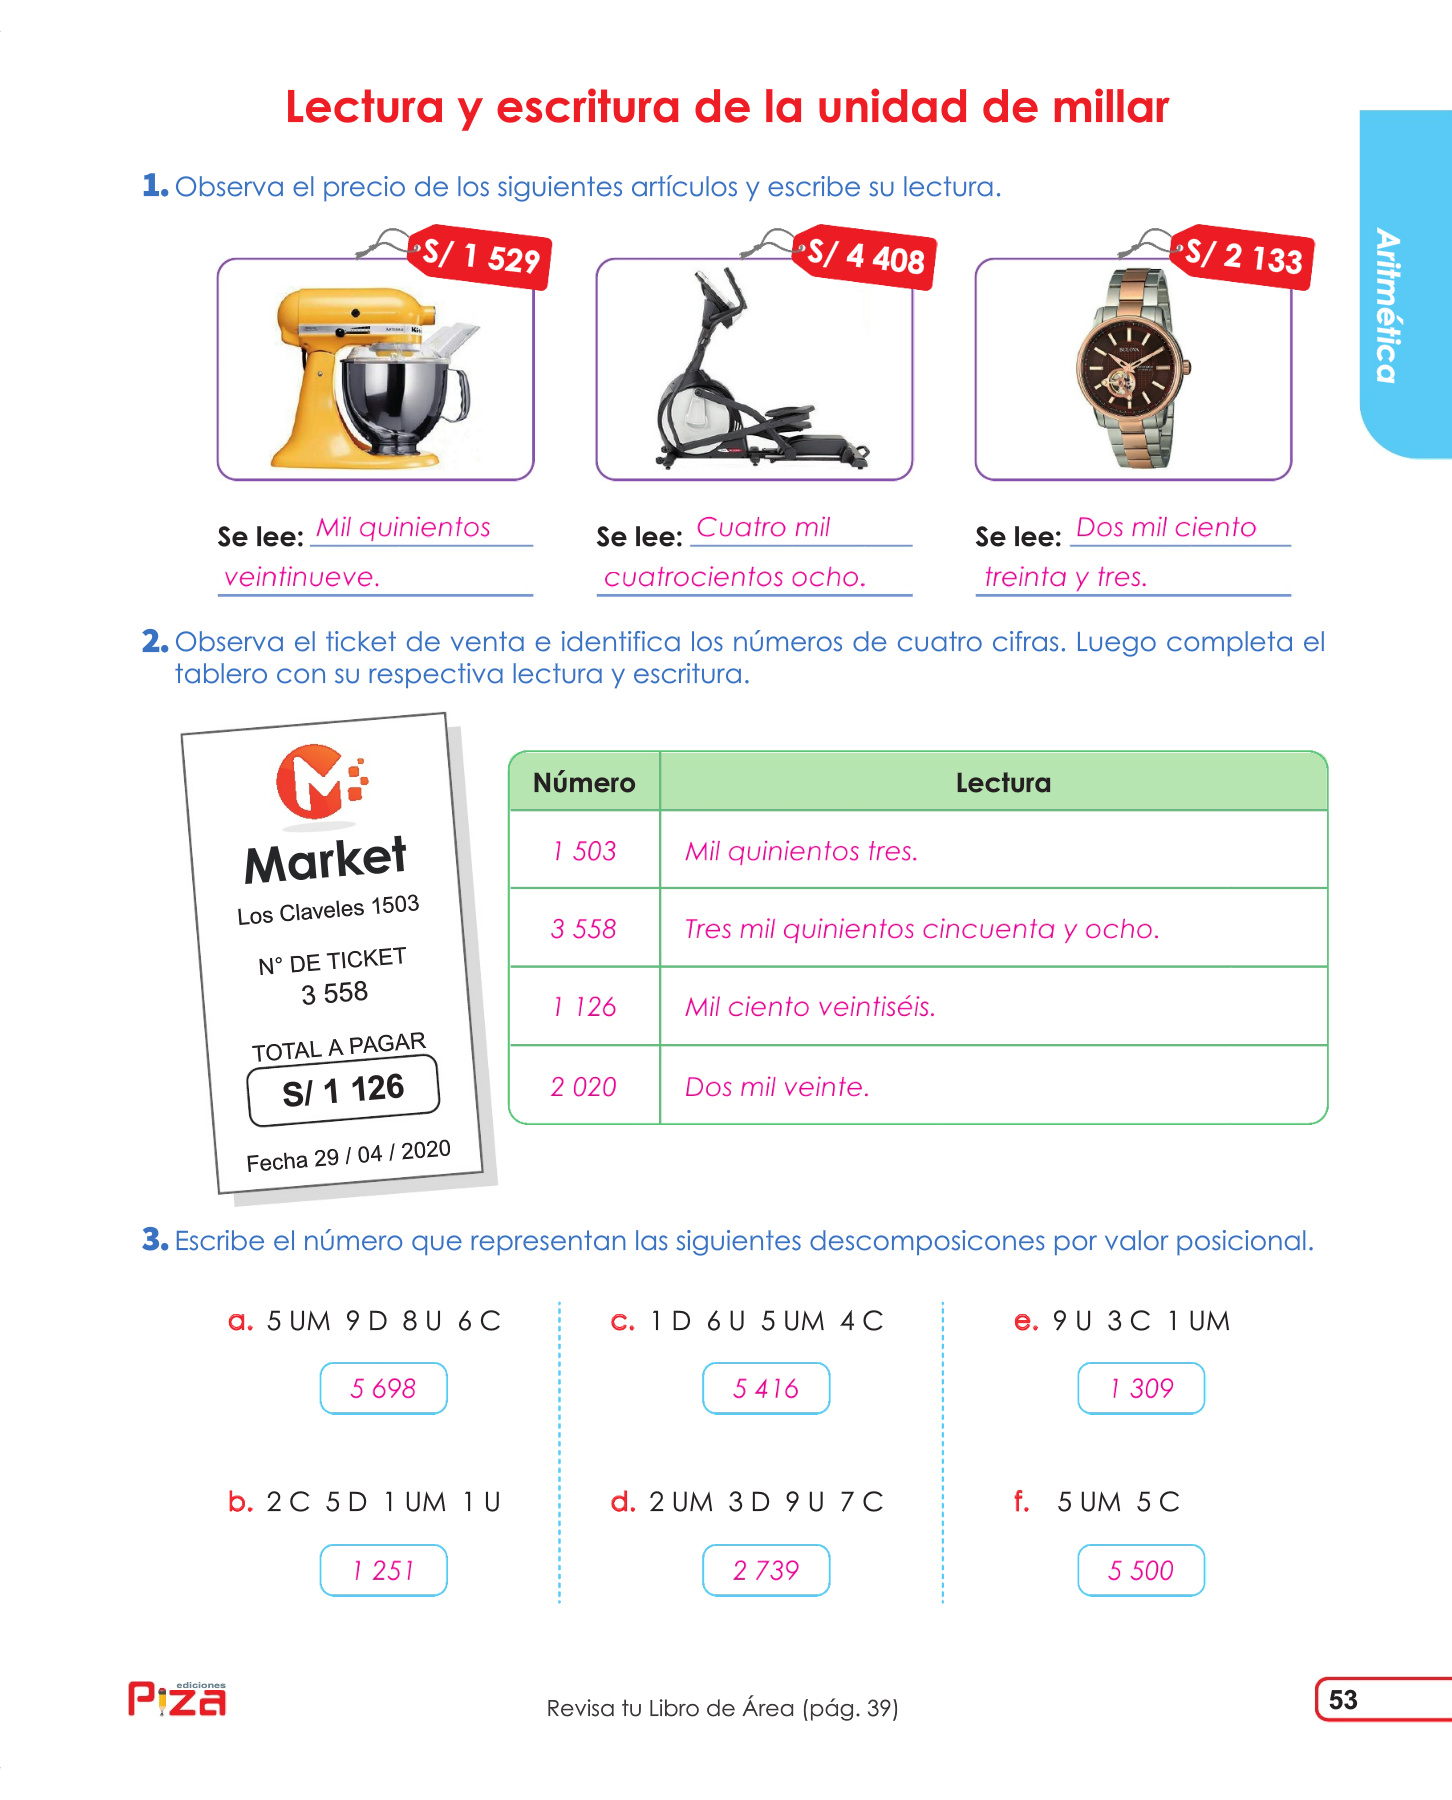 Lectura y escritura de la unidad de millar
Aritmética
1. Observa el precio de los siguientes artículos y escribe su lectura.
S/ 1 529
S/ 4 408
S/ 2 133
Se lee: Mil quinientos
veintinueve.
Se lee: Cuatro mil
cuatrocientos ocho.
Se lee: Dos mil ciento
treinta y tres.
2. Observa el ticket de venta e identifica los números de cuatro cifras. Luego completa el
tablero con su respectiva lectura y escritura.
M
Market
Los Claveles 1503
N° DE TICKET
3 558
TOTAL A PAGAR
S/ 1 126
Fecha 29 / 04 / 2020
Número Lectura
1 503 Mil quinientos tres.
3 558 Tres mil quinientos cincuenta y ocho.
1 126 Mil ciento veintiséis.
2 020 Dos mil veinte.
3. Escribe el número que representan las siguientes descomposicones por valor posicional.
a. 5 UM 9 D 8 U 6 C
5 698
b. 2 C 5 D 1 UM 1 U
1 251
c. 1 D 6 U 5 UM 4 C
5 416
d. 2 UM 3 D 9 U 7 C
2 739
e. 9 U 3 C 1 UM
1 309
f. 5 UM 5 C
5 500
ediciones
Piza
Revisa tu Libro de Área (pág. 39)
53